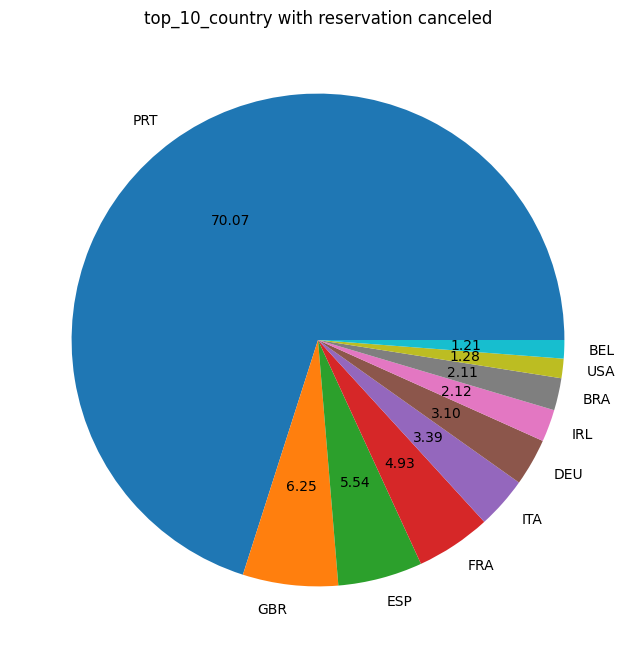 top_10_country with reservation canceled
PRT
70.07
1.21
BEL
1.28
USA
2.11
BRA
2.12
IRL
3.10
DEU
3.39
ITA
4.93
FRA
5.54
ESP
6.25
GBR